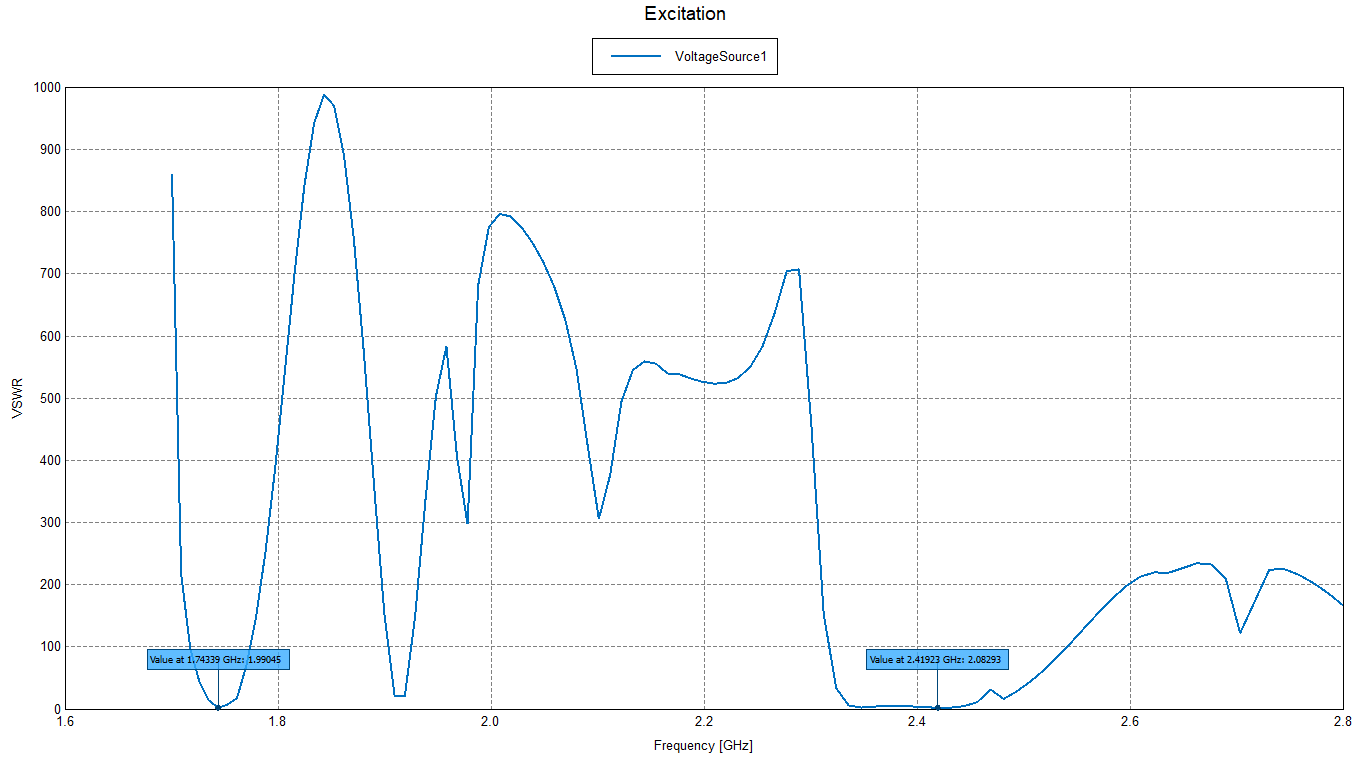 Excitation
VoltageSource1
1000
900
800
700
600
500
400
300
200
100
0
VSWR
Value at 1.74339 GHz: 1.99045
Value at 2.41923 GHz: 2.08293
1.6 1.8 2.0 2.2 2.4 2.6 2.8
Frequency [GHz]